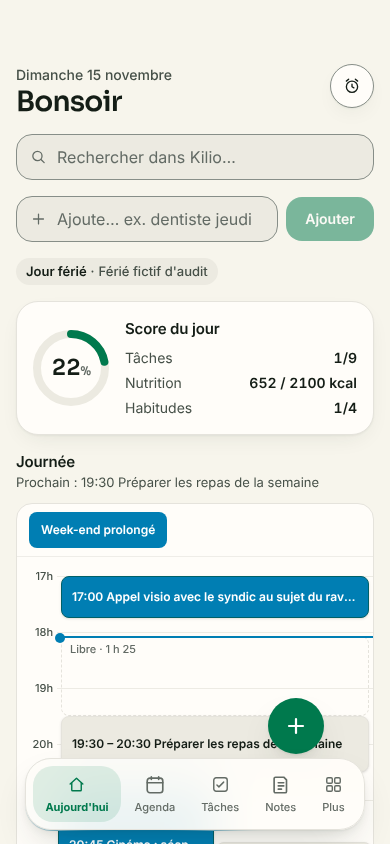 Dimanche 15 novembre
Bonsoir
Rechercher dans Kilio…
Ajoute… ex. dentiste jeudi
Ajouter
Jour férié · Férié fictif d'audit
Score du jour
22%
Tâches 1/9
Nutrition 652 / 2100 kcal
Habitudes 1/4
Journée
Prochain : 19:30 Préparer les repas de la semaine
Week-end prolongé
17h
17:00 Appel visio avec le syndic au sujet du rav…
18h
Libre · 1 h 25
19h
19:30 – 20:30 Préparer les repas de
20h
Aujourd'hui
Agenda
Tâches
Notes
Plus